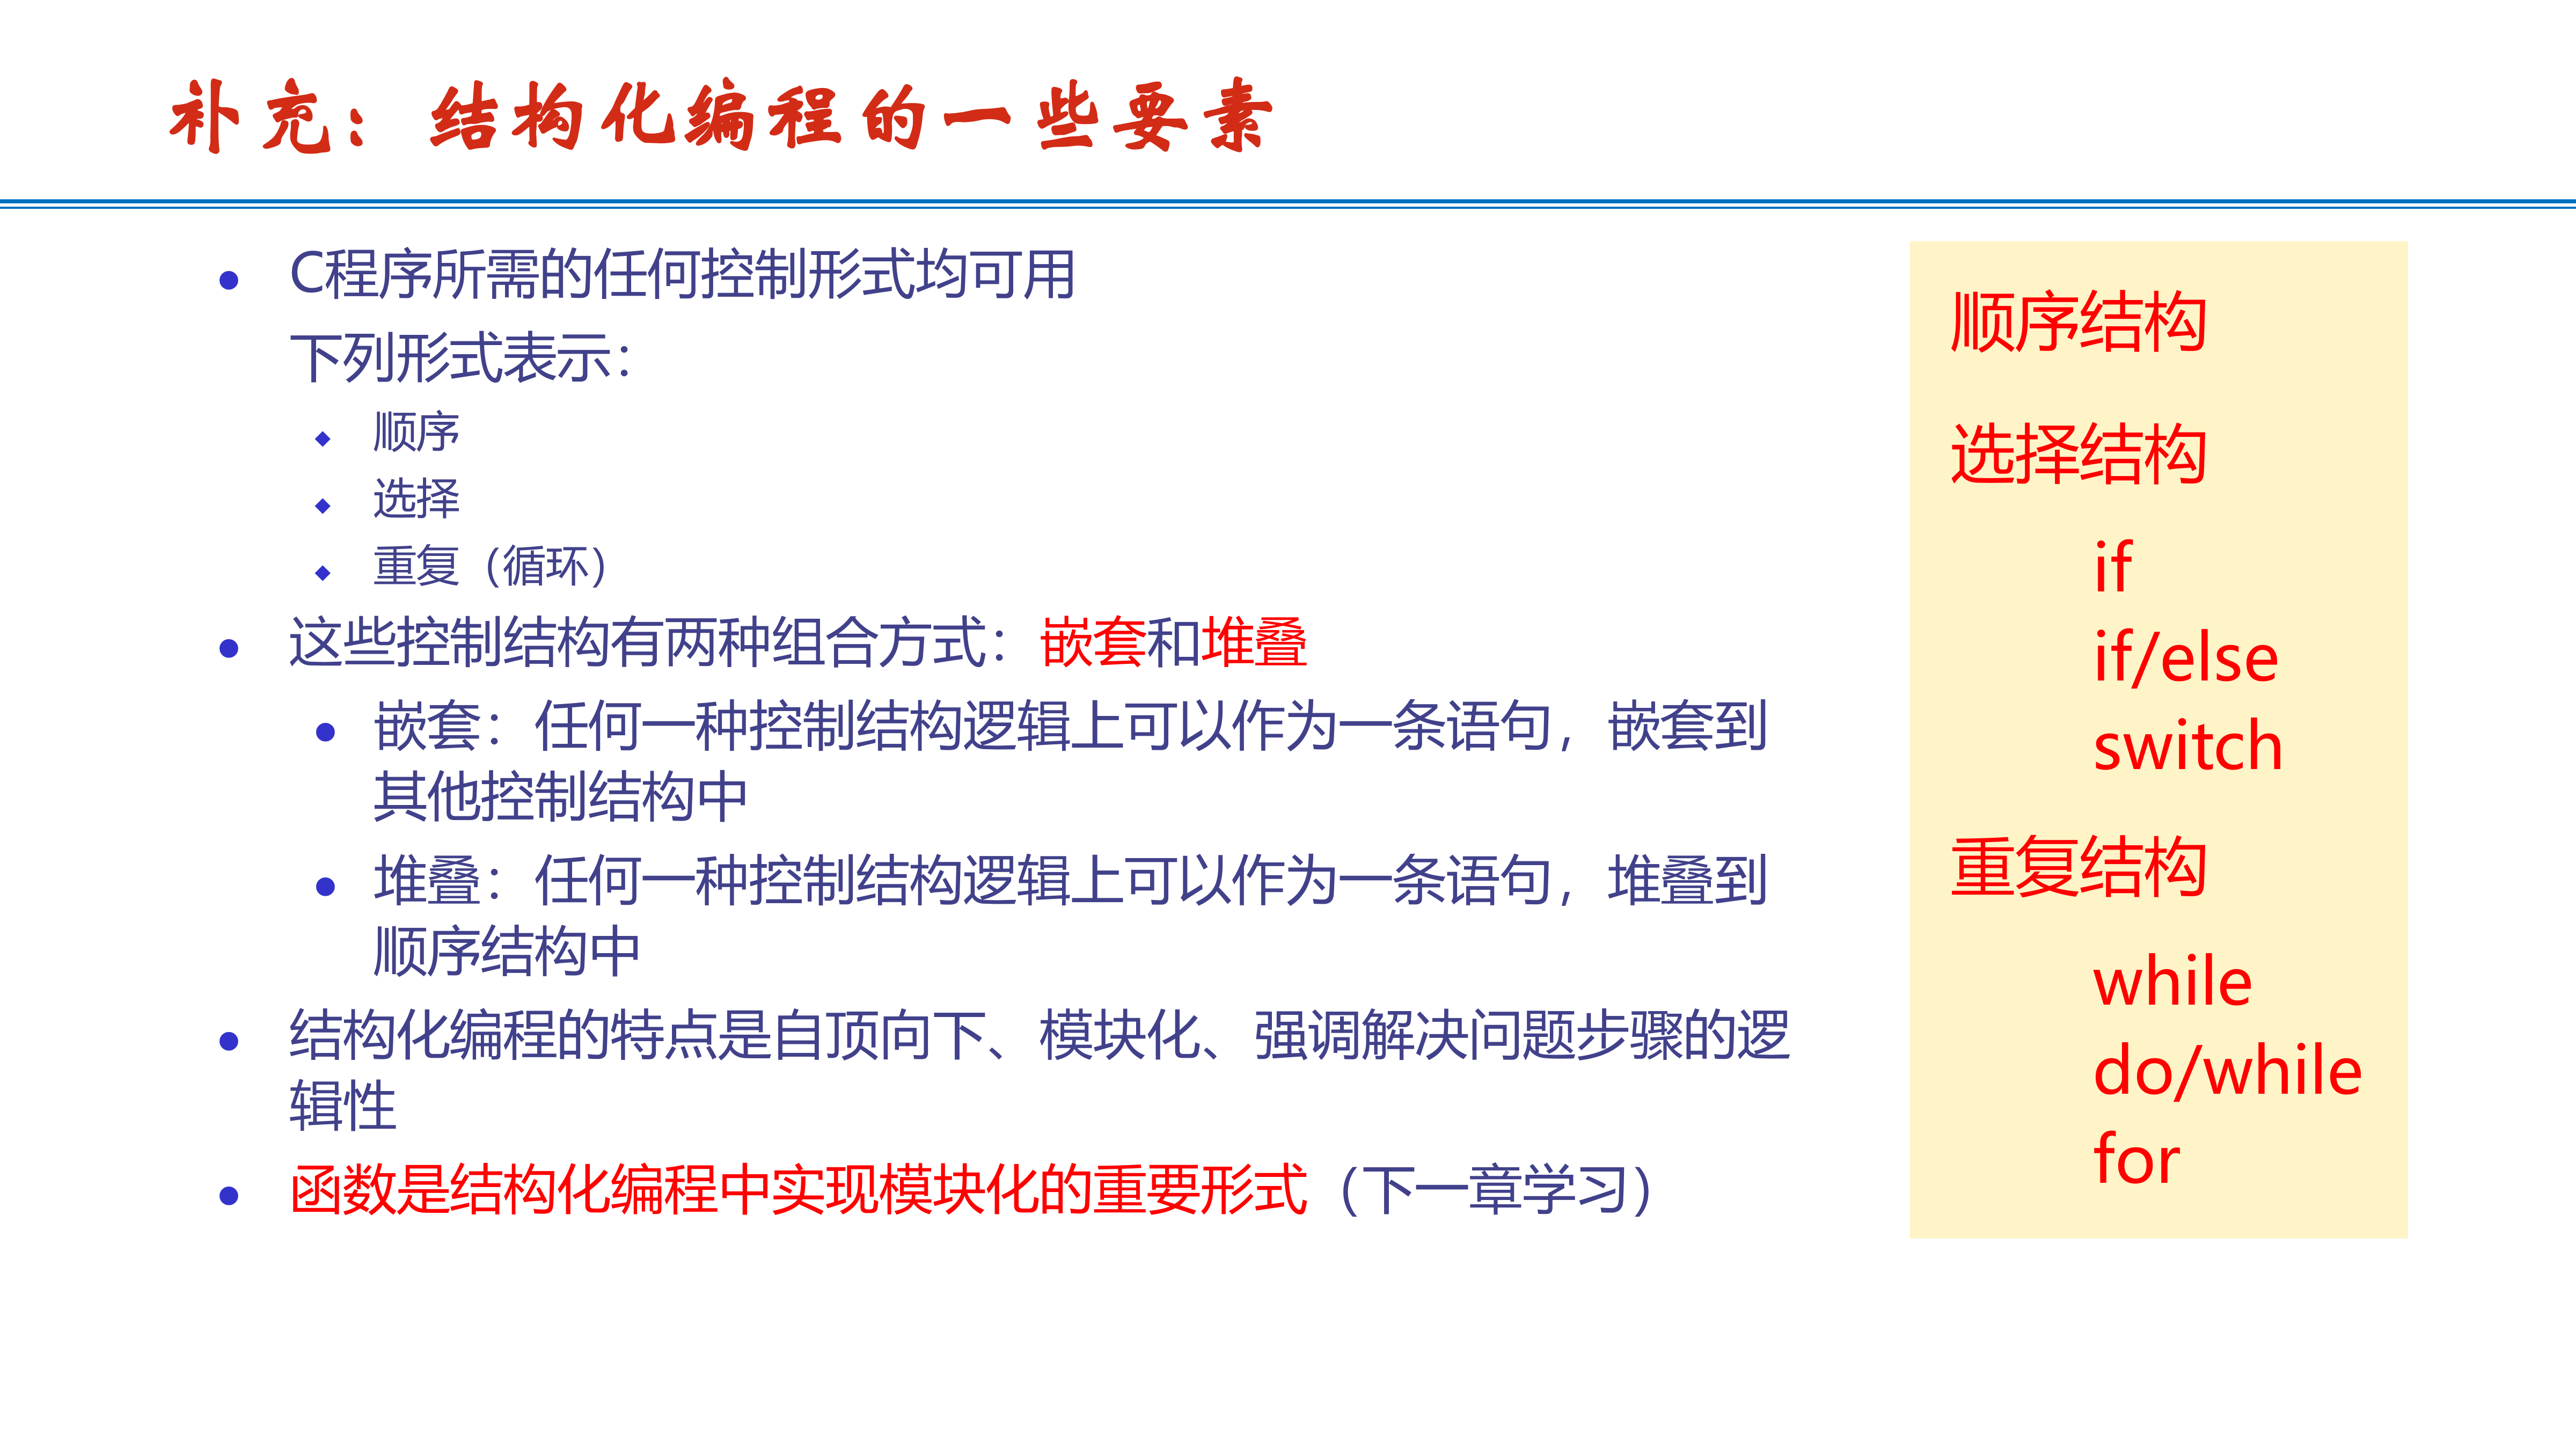 补充：结构化编程的一些要素
C程序所需的任何控制形式均可用
下列形式表示：
顺序
选择
重复（循环）
这些控制结构有两种组合方式：嵌套和堆叠
嵌套：任何一种控制结构逻辑上可以作为一条语句，嵌套到
其他控制结构中
堆叠：任何一种控制结构逻辑上可以作为一条语句，堆叠到
顺序结构中
结构化编程的特点是自顶向下、模块化、强调解决问题步骤的逻
辑性
函数是结构化编程中实现模块化的重要形式（下一章学习）
顺序结构
选择结构
if
if/else
switch
重复结构
while
do/while
for